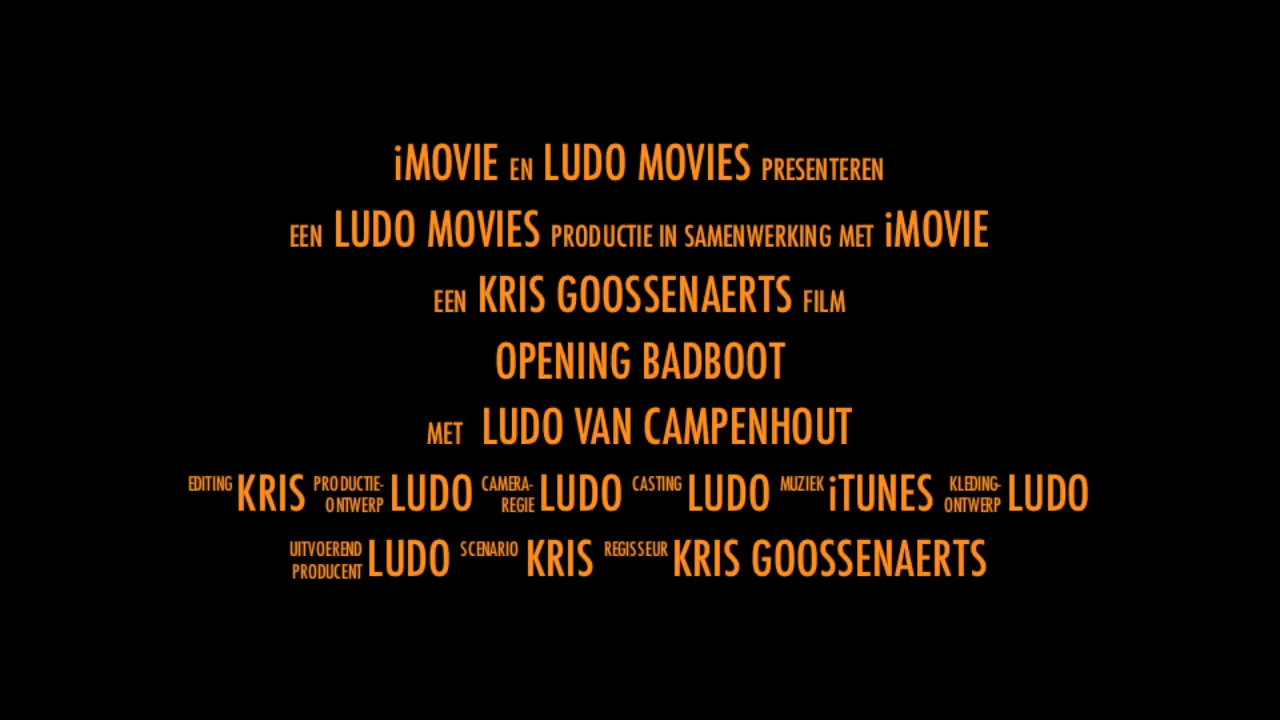 iMOVIE EN LUDO MOVIES PRESENTEREN
EEN LUDO MOVIES PRODUCTIE IN SAMENWERKING MET iMOVIE
EEN KRIS GOOSSENAERTS FILM
OPENING BADBOOT
MET LUDO VAN CAMPENHOUT
EDITING KRIS PRODUCTIE-ONTWERP LUDO CAMERA-REGIE LUDO CASTING LUDO MUZIEK iTUNES KLEDING-ONTWERP LUDO
UITVOEREND PRODUCENT LUDO SCENARIO KRIS REGISSEUR KRIS GOOSSENAERTS